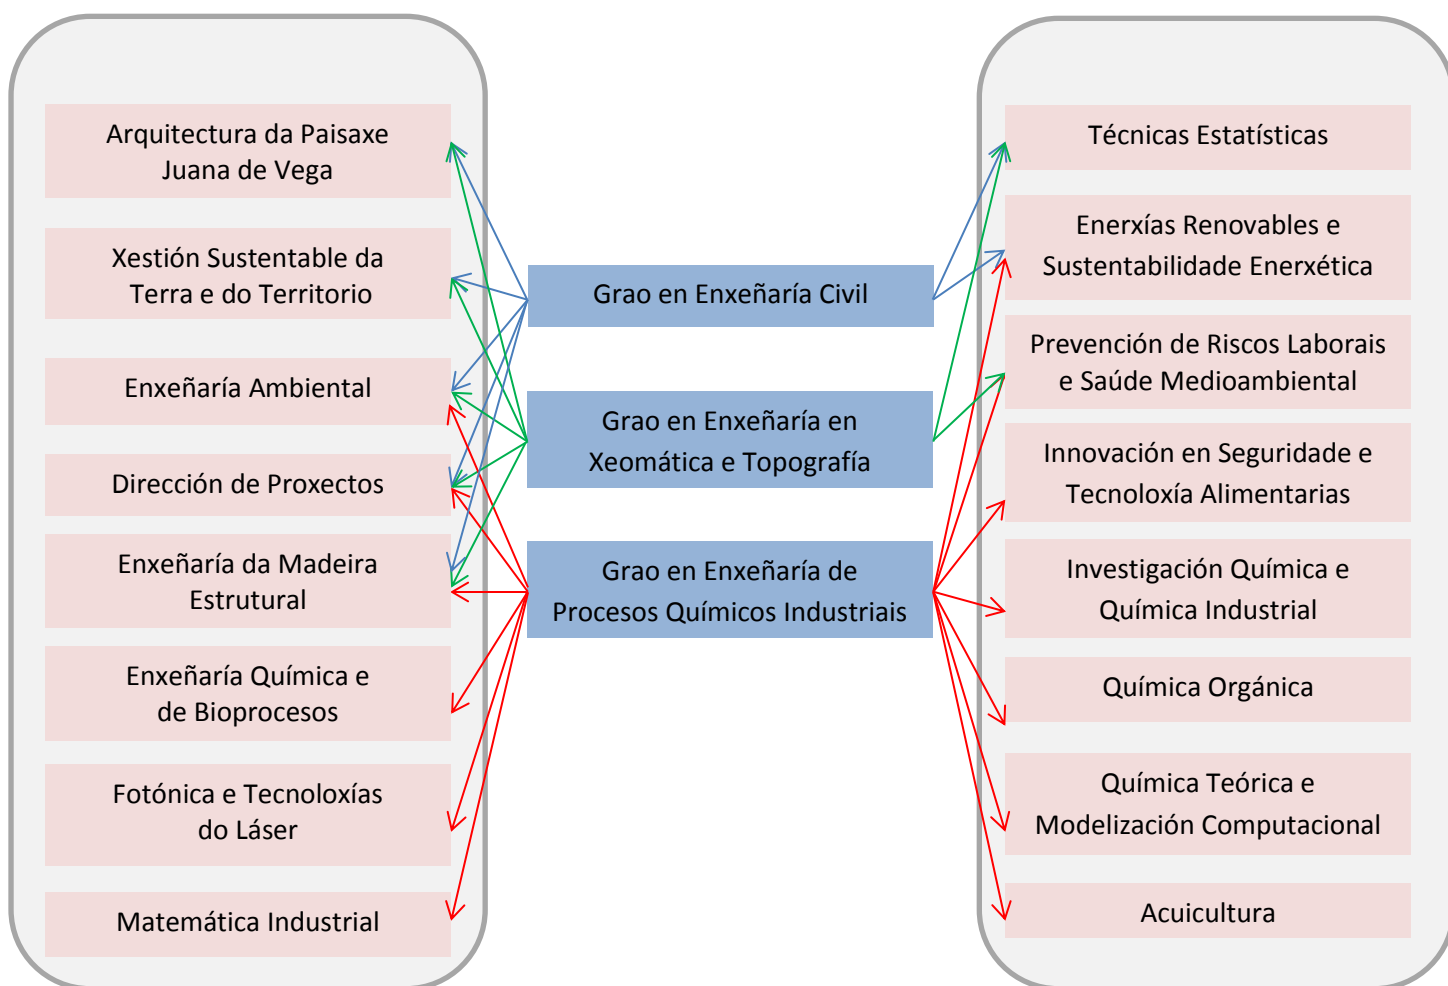 Arquitectura da Paisaxe
Juana de Vega
Xestión Sustentable da
Terra e do Territorio
Enxeñaría Ambiental
Dirección de Proxectos
Enxeñaría da Madeira
Estrutural
Enxeñaría Química e
de Bioprocesos
Fotónica e Tecnoloxías
do Láser
Matemática Industrial
Grao en Enxeñaría Civil
Grao en Enxeñaría en
Xeomática e Topografía
Grao en Enxeñaría de
Procesos Químicos Industriais
Técnicas Estatísticas
Enerxías Renovables e
Sustentabilidade Enerxética
Prevención de Riscos Laborais
e Saúde Medioambiental
Innovación en Seguridade e
Tecnoloxía Alimentarias
Investigación Química e
Química Industrial
Química Orgánica
Química Teórica e
Modelización Computacional
Acuicultura